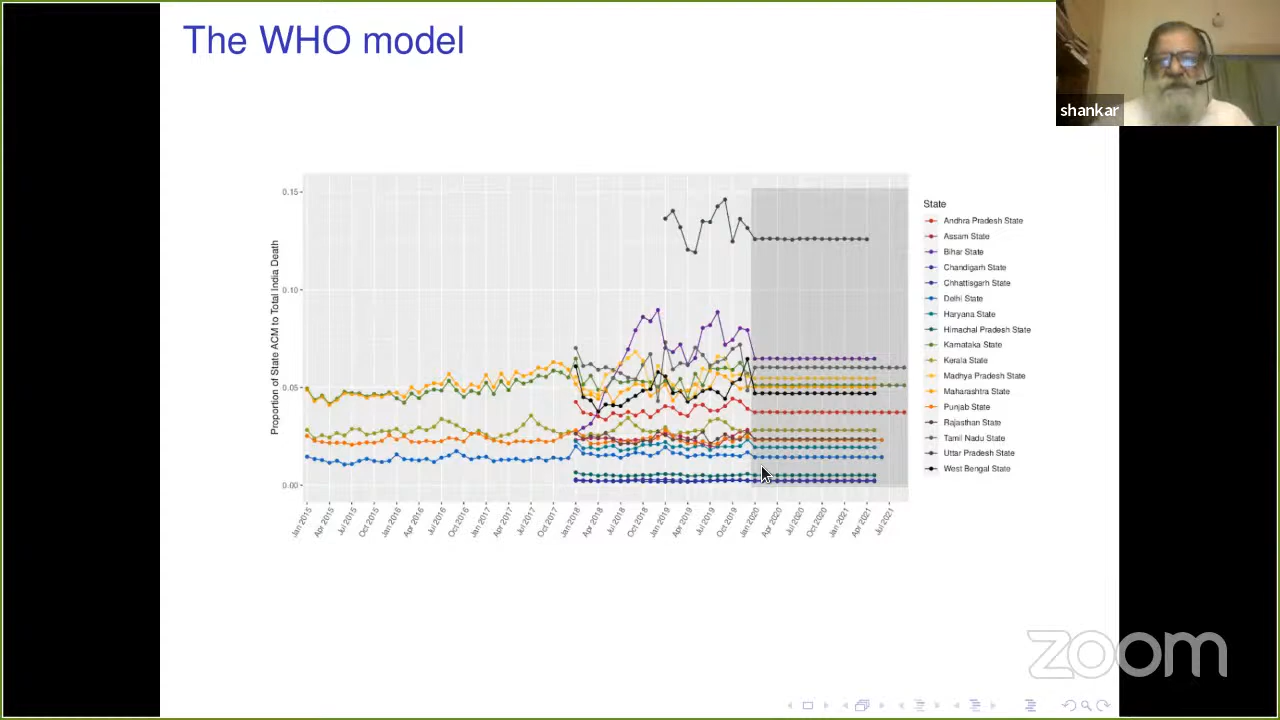 The WHO model
shankar
Proportion of State ACM to Total India Death
0.15
0.10
0.05
0.00
Jan 2015
Apr 2015
Jul 2015
Oct 2015
Jan 2016
Apr 2016
Jul 2016
Oct 2016
Jan 2017
Apr 2017
Jul 2017
Oct 2017
Jan 2018
Apr 2018
Jul 2018
Oct 2018
Jan 2019
Apr 2019
Jul 2019
Oct 2019
Jan 2020
Apr 2020
Jul 2020
Oct 2020
Jan 2021
Apr 2021
Jul 2021
State
Andhra Pradesh State
Assam State
Bihar State
Chandigarh State
Chhattisgarh State
Delhi State
Haryana State
Himachal Pradesh State
Karnataka State
Kerala State
Madhya Pradesh State
Maharashtra State
Punjab State
Rajasthan State
Tamil Nadu State
Uttar Pradesh State
West Bengal State
zoom